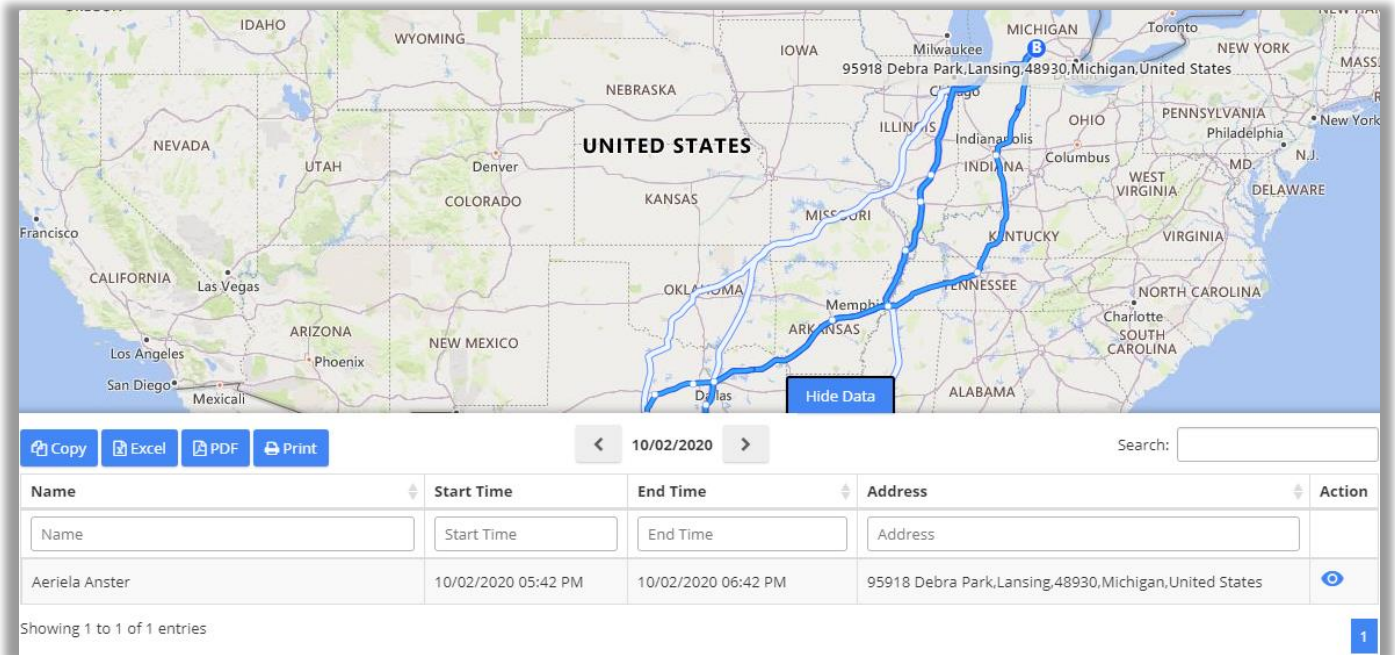 IDAHO
WYOMING
IOWA
Milwaukee
MICHIGAN
B
Toronto
NEW YORK
MASS.
95918 Debra Park,Lansing,48930,Michigan,United States
NEBRASKA
NEVADA
UTAH
Denver
UNITED STATES
OHIO
PENNSYLVANIA
Philadelphia
New York
Indianapolis
INDIANA
Columbus
MD.
N.J.
COLORADO
KANSAS
WEST
VIRGINIA
DELAWARE
Francisco
KENTUCKY
VIRGINIA
CALIFORNIA
Las Vegas
NORTH CAROLINA
ARIZONA
NEW MEXICO
Charlotte
SOUTH
CAROLINA
Los Angeles
Phoenix
San Diego
Mexicali
ALABAMA
Hide Data
Copy Excel PDF Print
10/02/2020
Search:
Name Start Time End Time Address Action
Name Start Time End Time Address
Aeriela Anster 10/02/2020 05:42 PM 10/02/2020 06:42 PM 95918 Debra Park,Lansing,48930,Michigan,United States
Showing 1 to 1 of 1 entries
1